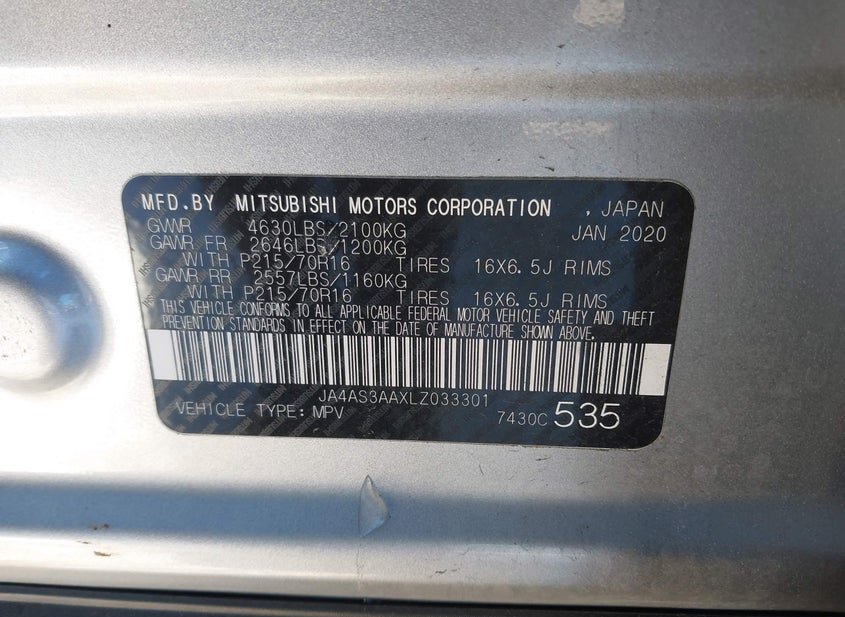 MFD.BY MITSUBISHI MOTORS CORPORATION , JAPAN
GVWR 4630LBS/2100KG JAN 2020
GAWR FR 2646LBS/1200KG
WITH P215/70R16 TIRES 16X6.5J RIMS
GAWR RR 2557LBS/1160KG
WITH P215/70R16 TIRES 16X6.5J RIMS
THIS VEHICLE CONFORMS TO ALL APPLICABLE FEDERAL MOTOR VEHICLE SAFETY AND THEFT
PREVENTION STANDARDS IN EFFECT ON THE DATE OF MANUFACTURE SHOWN ABOVE.
JA4AS3AAXLZ033301
VEHICLE TYPE: MPV 7430C 535